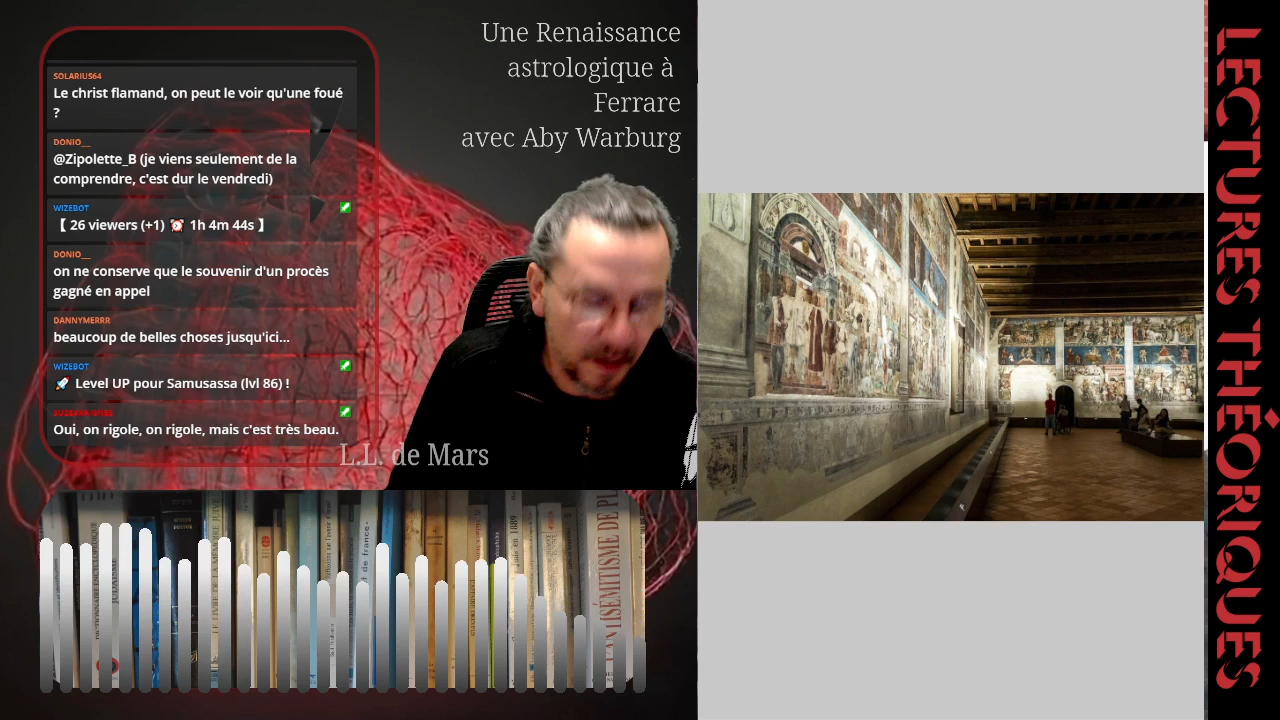 Une Renaissance
astrologique à
Ferrare
avec Aby Warburg
SOLARIUS64
Le christ flamand, on peut le voir qu'une foué
?
DONIO__
@Zipolette_B (je viens seulement de la
comprendre, c'est dur le vendredi)
WIZEBOT
【 26 viewers (+1) ⏰ 1h 4m 44s 】
DONIO__
on ne conserve que le souvenir d'un procès
gagné en appel
DANNYMERRR
beaucoup de belles choses jusqu'ici...
WIZEBOT
🚀 Level UP pour Samusassa (lvl 86) !
Oui, on rigole, on rigole, mais c'est très beau.
L.L. de Mars
LECTURES THÉORIQUES
L'ANTISÉMITISME DE PL